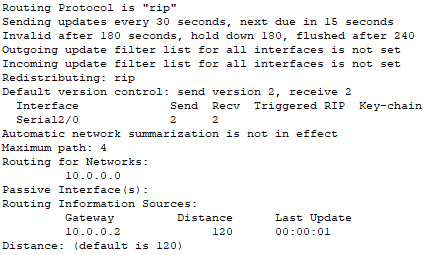 Routing Protocol is "rip"
Sending updates every 30 seconds, next due in 15 seconds
Invalid after 180 seconds, hold down 180, flushed after 240
Outgoing update filter list for all interfaces is not set
Incoming update filter list for all interfaces is not set
Redistributing: rip
Default version control: send version 2, receive 2
  Interface             Send  Recv  Triggered RIP  Key-chain
  Serial2/0             2     2
Automatic network summarization is not in effect
Maximum path: 4
Routing for Networks:
         10.0.0.0
Passive Interface(s):
Routing Information Sources:
         Gateway         Distance      Last Update
         10.0.0.2             120      00:00:01
Distance: (default is 120)